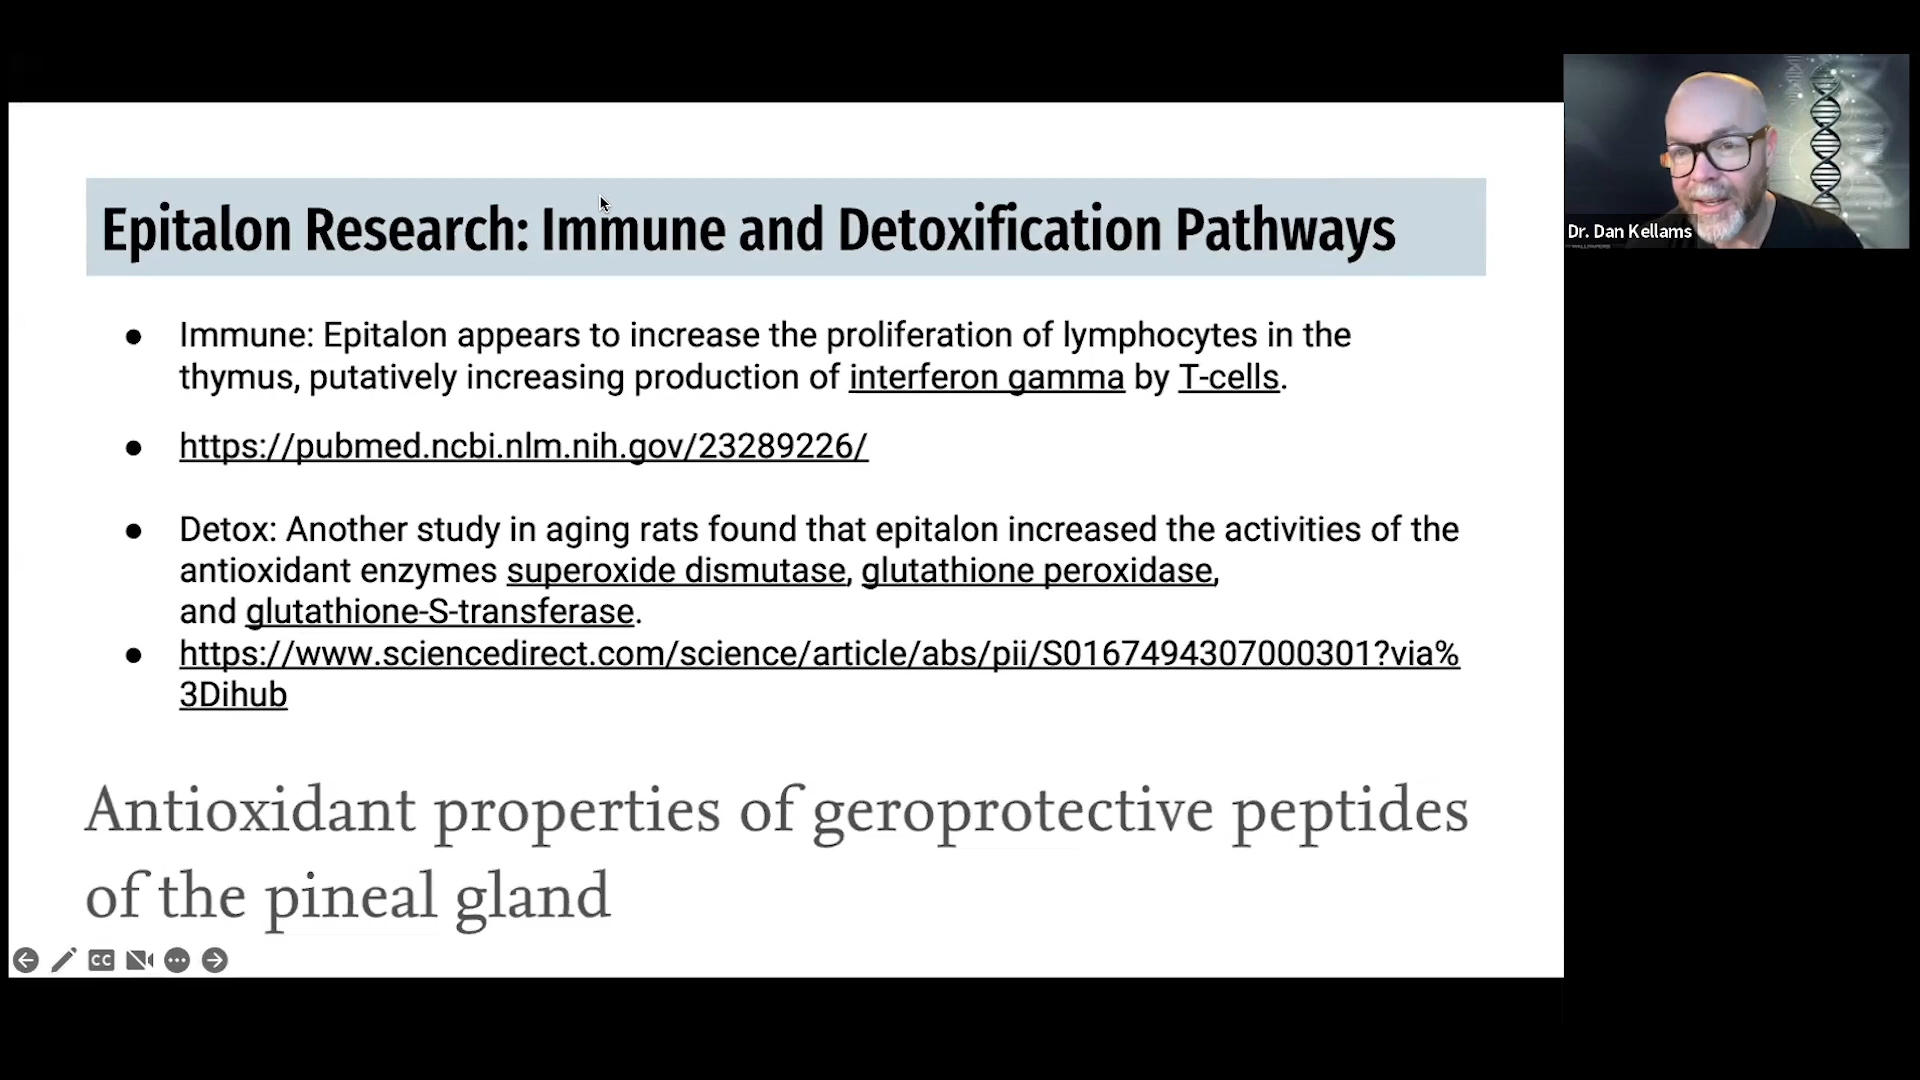 Epitalon Research: Immune and Detoxification Pathways
● Immune: Epitalon appears to increase the proliferation of lymphocytes in the
thymus, putatively increasing production of interferon gamma by T-cells.
● https://pubmed.ncbi.nlm.nih.gov/23289226/
● Detox: Another study in aging rats found that epitalon increased the activities of the
antioxidant enzymes superoxide dismutase, glutathione peroxidase,
and glutathione-S-transferase.
● https://www.sciencedirect.com/science/article/abs/pii/S0167494307000301?via%
3Dihub
Antioxidant properties of geroprotective peptides
of the pineal gland
CC
Dr. Dan Kellams